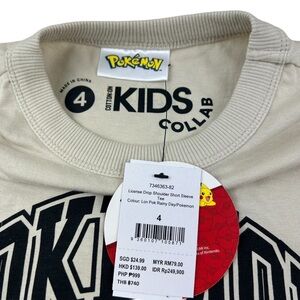 POKéMON
MADE IN CHINA
4
COTTON:ON
KIDS
COLLAB
7346363-82
License Drop Shoulder Short Sleeve
Tee
Colour: Lcn Pok Rainy Day/Pokemon
4
SGD $24.99 MYR RM79.00
HKD $139.00 IDR Rp249,900
PHP ₱999
THB ฿740